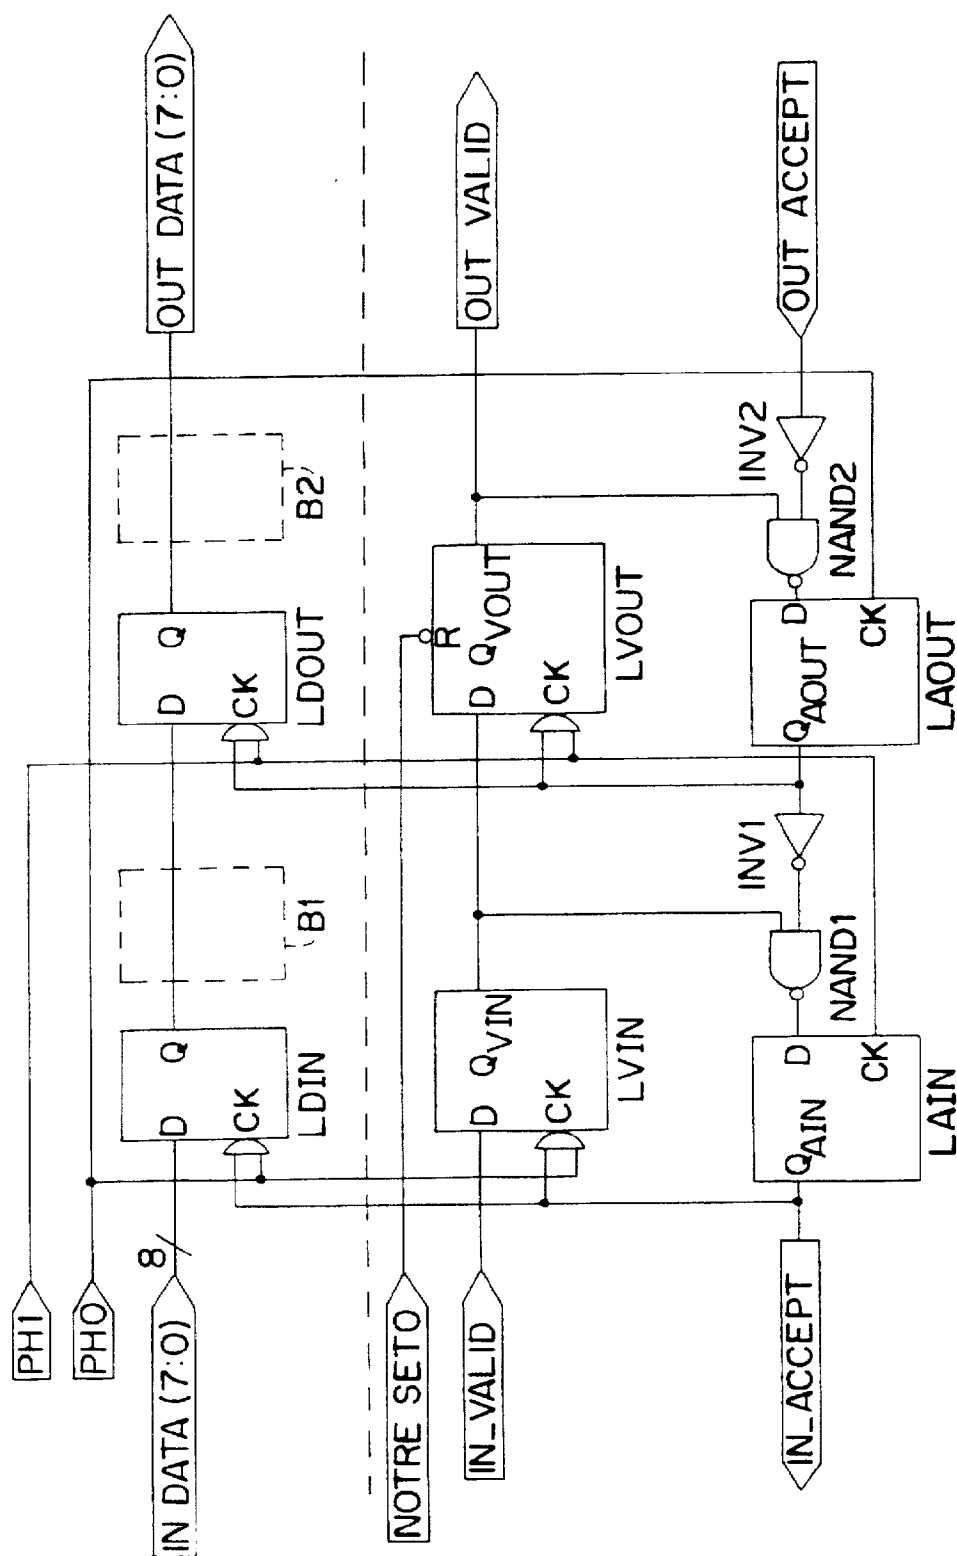 PH1
PH0
IN DATA (7:0)
8
D
Q
CK
LDIN
B1
D
Q
CK
LDOUT
B2
OUT DATA (7:0)
NOTRE SETO
IN_VALID
D
QVIN
CK
LVIN
R
D
QVOUT
CK
LVOUT
OUT VALID
IN_ACCEPT
QAIN
D
CK
LAIN
NAND1
INV1
QAOUT
D
CK
LAOUT
NAND2
INV2
OUT ACCEPT